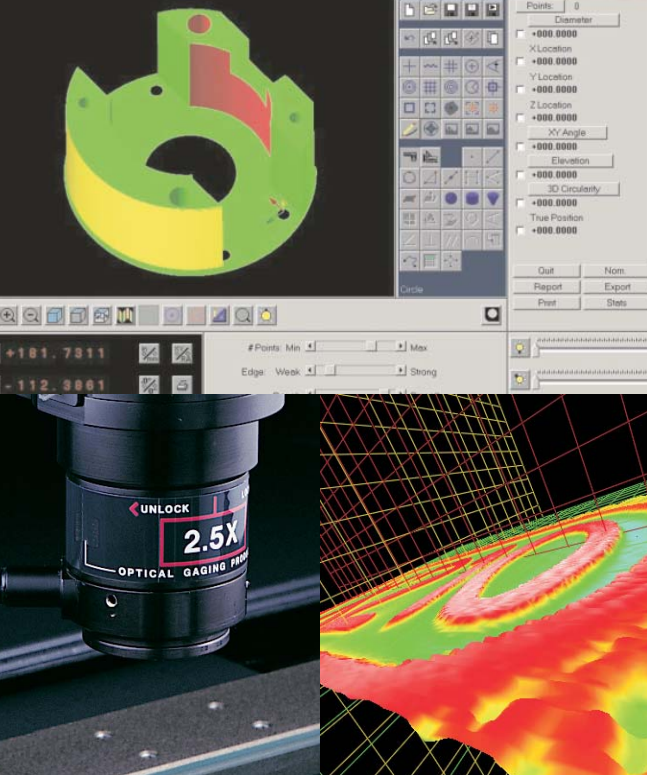 Points: 0
Diameter
+000.0000
X Location
+000.0000
Y Location
+000.0000
Z Location
+000.0000
XY Angle
+000.0000
Elevation
+000.0000
3D Circularity
+000.0000
True Position
+000.0000
Circle
Quit Nom.
Report Export
Print Stats
+181.7311
-112.3861
# Points: Min Max
Edge: Weak Strong
UNLOCK
2.5X
OPTICAL GAGING